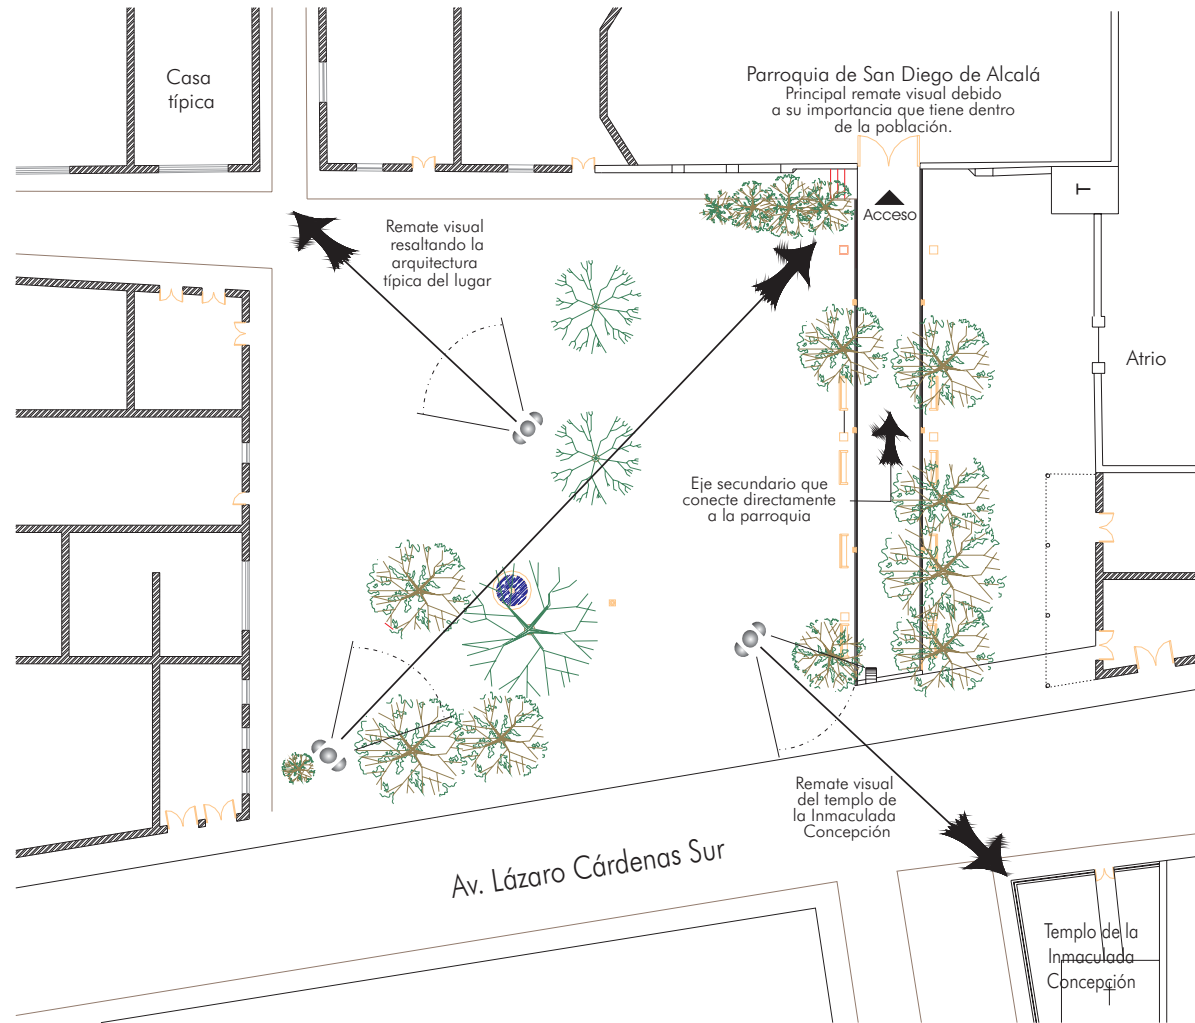 Casa
típica
Parroquia de San Diego de Alcalá
Principal remate visual debido
a su importancia que tiene dentro
de la población.
Acceso
T
Remate visual
resaltando la
arquitectura
típica del lugar
Atrio
Eje secundario que
conecte directamente
a la parroquia
Remate visual
del templo de
la Inmaculada
Concepción
Av. Lázaro Cárdenas Sur
Templo de la
Inmaculada
Concepción